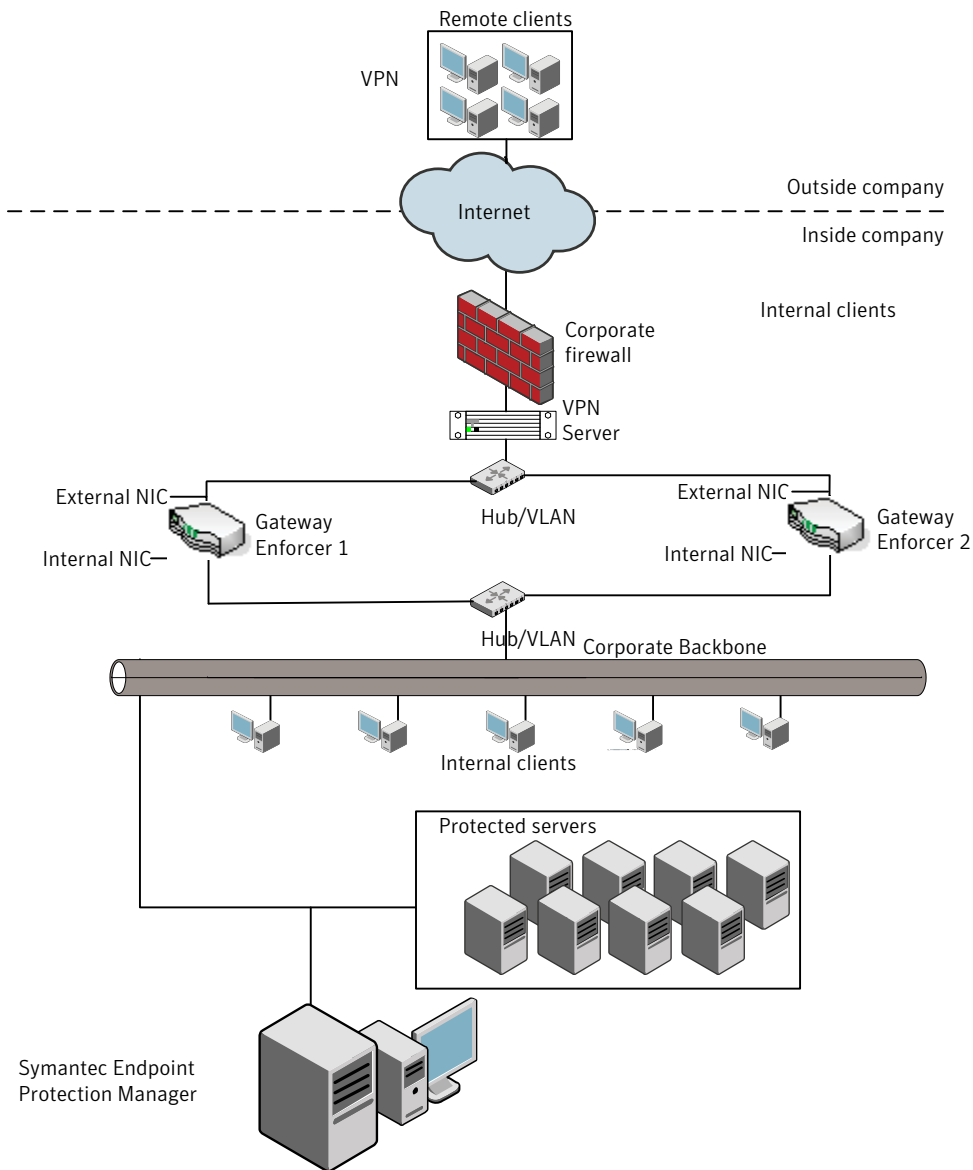 Remote clients
VPN
Internet
Outside company
Inside company
Internal clients
Corporate
firewall
VPN
Server
External NIC
Hub/VLAN
External NIC
Gateway
Enforcer 1
Gateway
Enforcer 2
Internal NIC
Internal NIC
Hub/VLAN
Corporate Backbone
Internal clients
Protected servers
Symantec Endpoint
Protection Manager